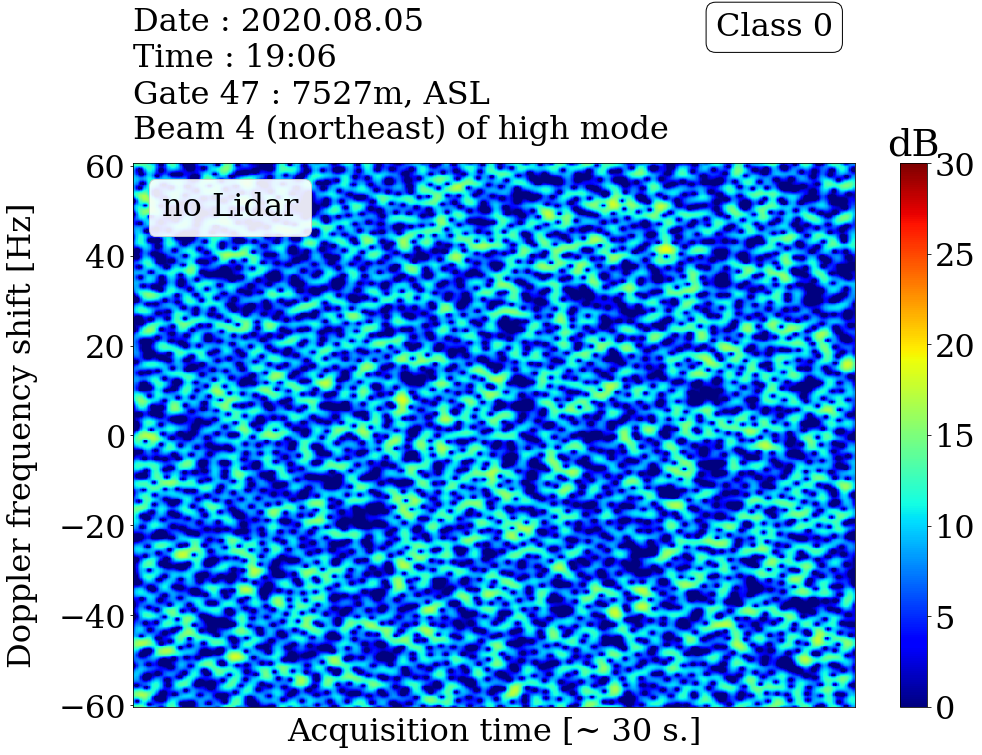 Date : 2020.08.05
Class 0
Time : 19:06
Gate 47 : 7527m, ASL
Beam 4 (northeast) of high mode
dB
no Lidar
60
40
20
0
−20
−40
−60
Doppler frequency shift [Hz]
Acquisition time [~ 30 s.]
30
25
20
15
10
5
0